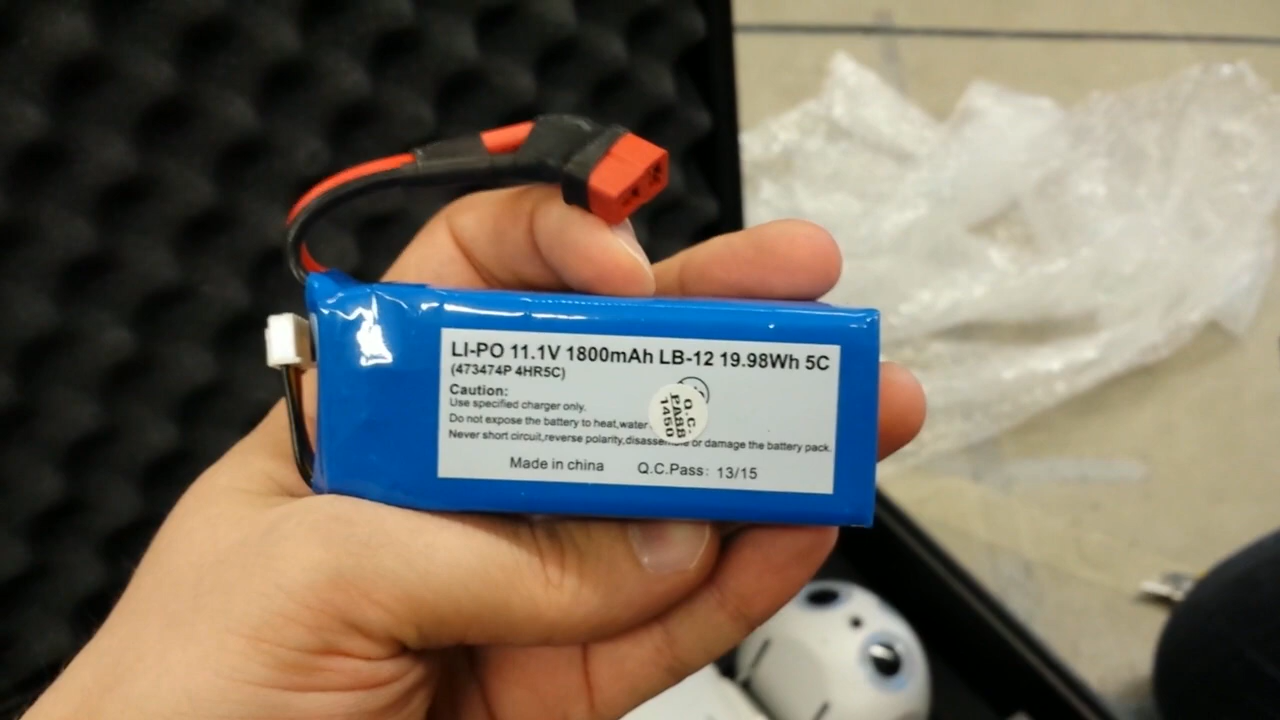 LI-PO 11.1V 1800mAh LB-12 19.98Wh 5C
(473474P 4HR5C)
Caution:
Use specified charger only.
Do not expose the battery to heat,water
Never short circuit,reverse polarity,disassemble or damage the battery pack.
Made in china Q.C.Pass: 13/15
Q.C.
PA88
1450